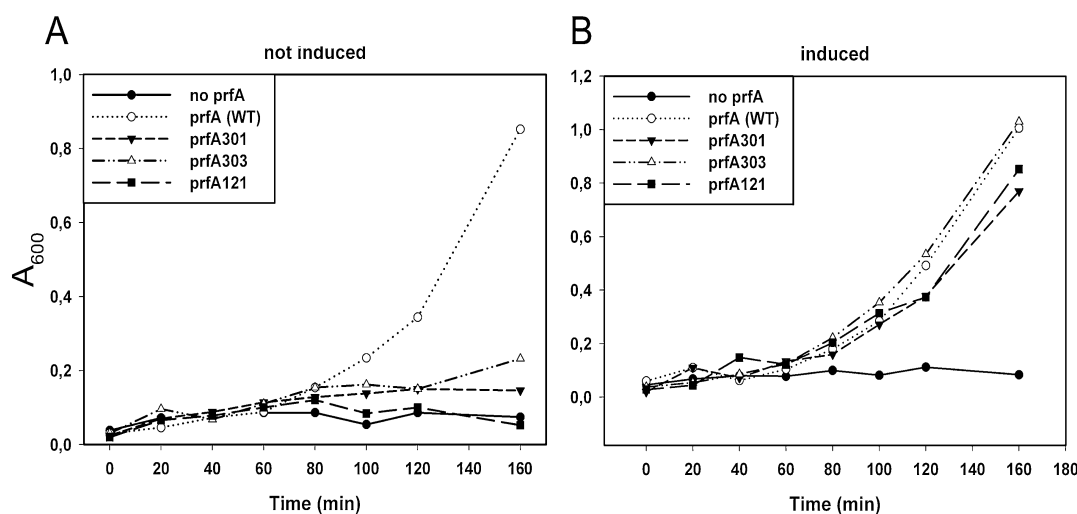 A
not induced
no prfA
prfA (WT)
prfA301
prfA303
prfA121
1,0
0,8
0,6
0,4
0,2
0,0
A600
0 20 40 60 80 100 120 140 160
Time (min)
B
induced
no prfA
prfA (WT)
prfA301
prfA303
prfA121
1,2
1,0
0,8
0,6
0,4
0,2
0,0
0 20 40 60 80 100 120 140 160 180
Time (min)